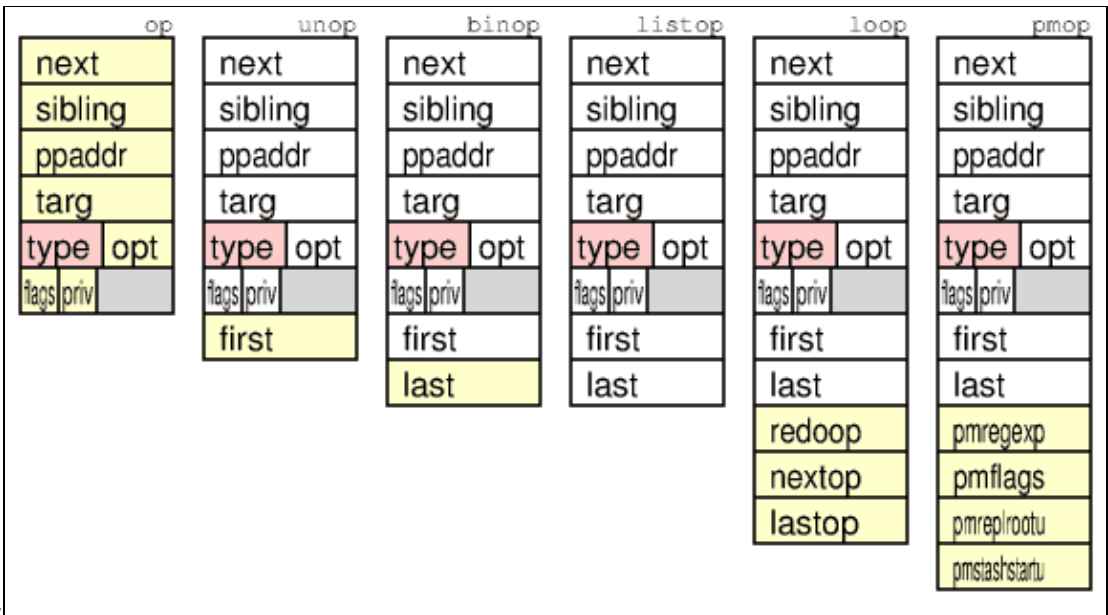 op unop binop listop loop pmop
next next next next next next
sibling sibling sibling sibling sibling sibling
ppaddr ppaddr ppaddr ppaddr ppaddr ppaddr
targ targ targ targ targ targ
type opt type opt type opt type opt type opt type opt
flags priv flags priv flags priv flags priv flags priv flags priv
first first first first first
last last last last
redoop pmregexp
nextop pmflags
lastop pmreplrootu
pmstashstartu